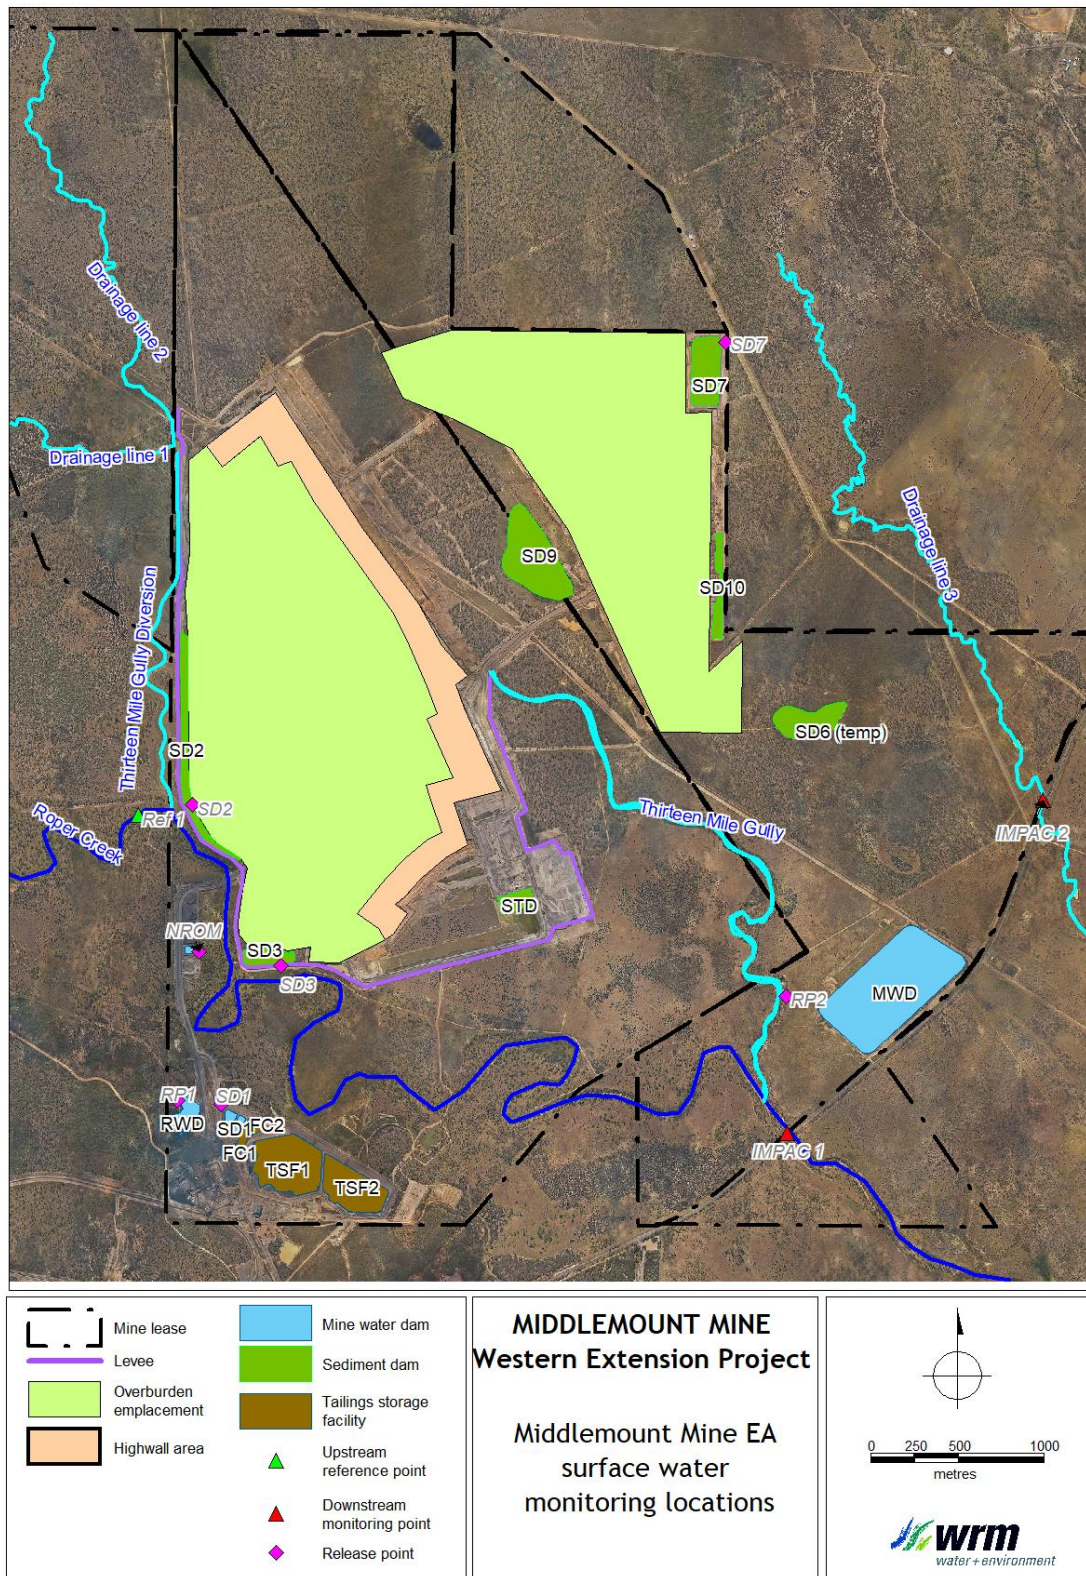 Drainage line 2
Drainage line 1
SD7
SD7
Drainage line 3
SD9
SD10
Thirteen Mile Gully Diversion
SD2
SD2
SD6 (temp)
Ref 1
Roper Creek
Thirteen Mile Gully
IMPAC 2
STD
NROM
SD3
SD3
RP2
MWD
RP1
SD1
RWD
SD1
FC2
FC1
IMPAC 1
TSF1
TSF2
Mine lease
Levee
Overburden
emplacement
Highwall area
Mine water dam
Sediment dam
Tailings storage
facility
Upstream
reference point
Downstream
monitoring point
Release point
MIDDLEMOUNT MINE
Western Extension Project
Middlemount Mine EA
surface water
monitoring locations
0 250 500 1000
metres
wrm
water + environment